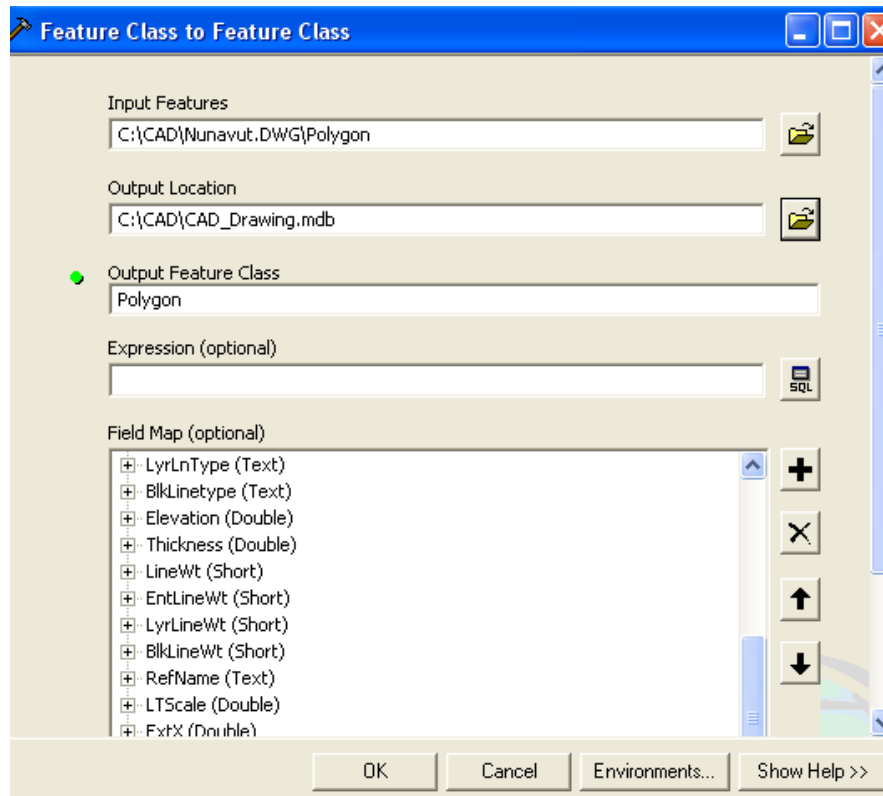 Feature Class to Feature Class
Input Features
C:\CAD\Nunavut.DWG\Polygon
Output Location
C:\CAD\CAD_Drawing.mdb
Output Feature Class
Polygon
Expression (optional)
SQL
Field Map (optional)
LyrLnType (Text)
BlkLinetype (Text)
Elevation (Double)
Thickness (Double)
LineWt (Short)
EntLineWt (Short)
LyrLineWt (Short)
BlkLineWt (Short)
RefName (Text)
LTScale (Double)
ExtX (Double)
OK Cancel Environments... Show Help >>